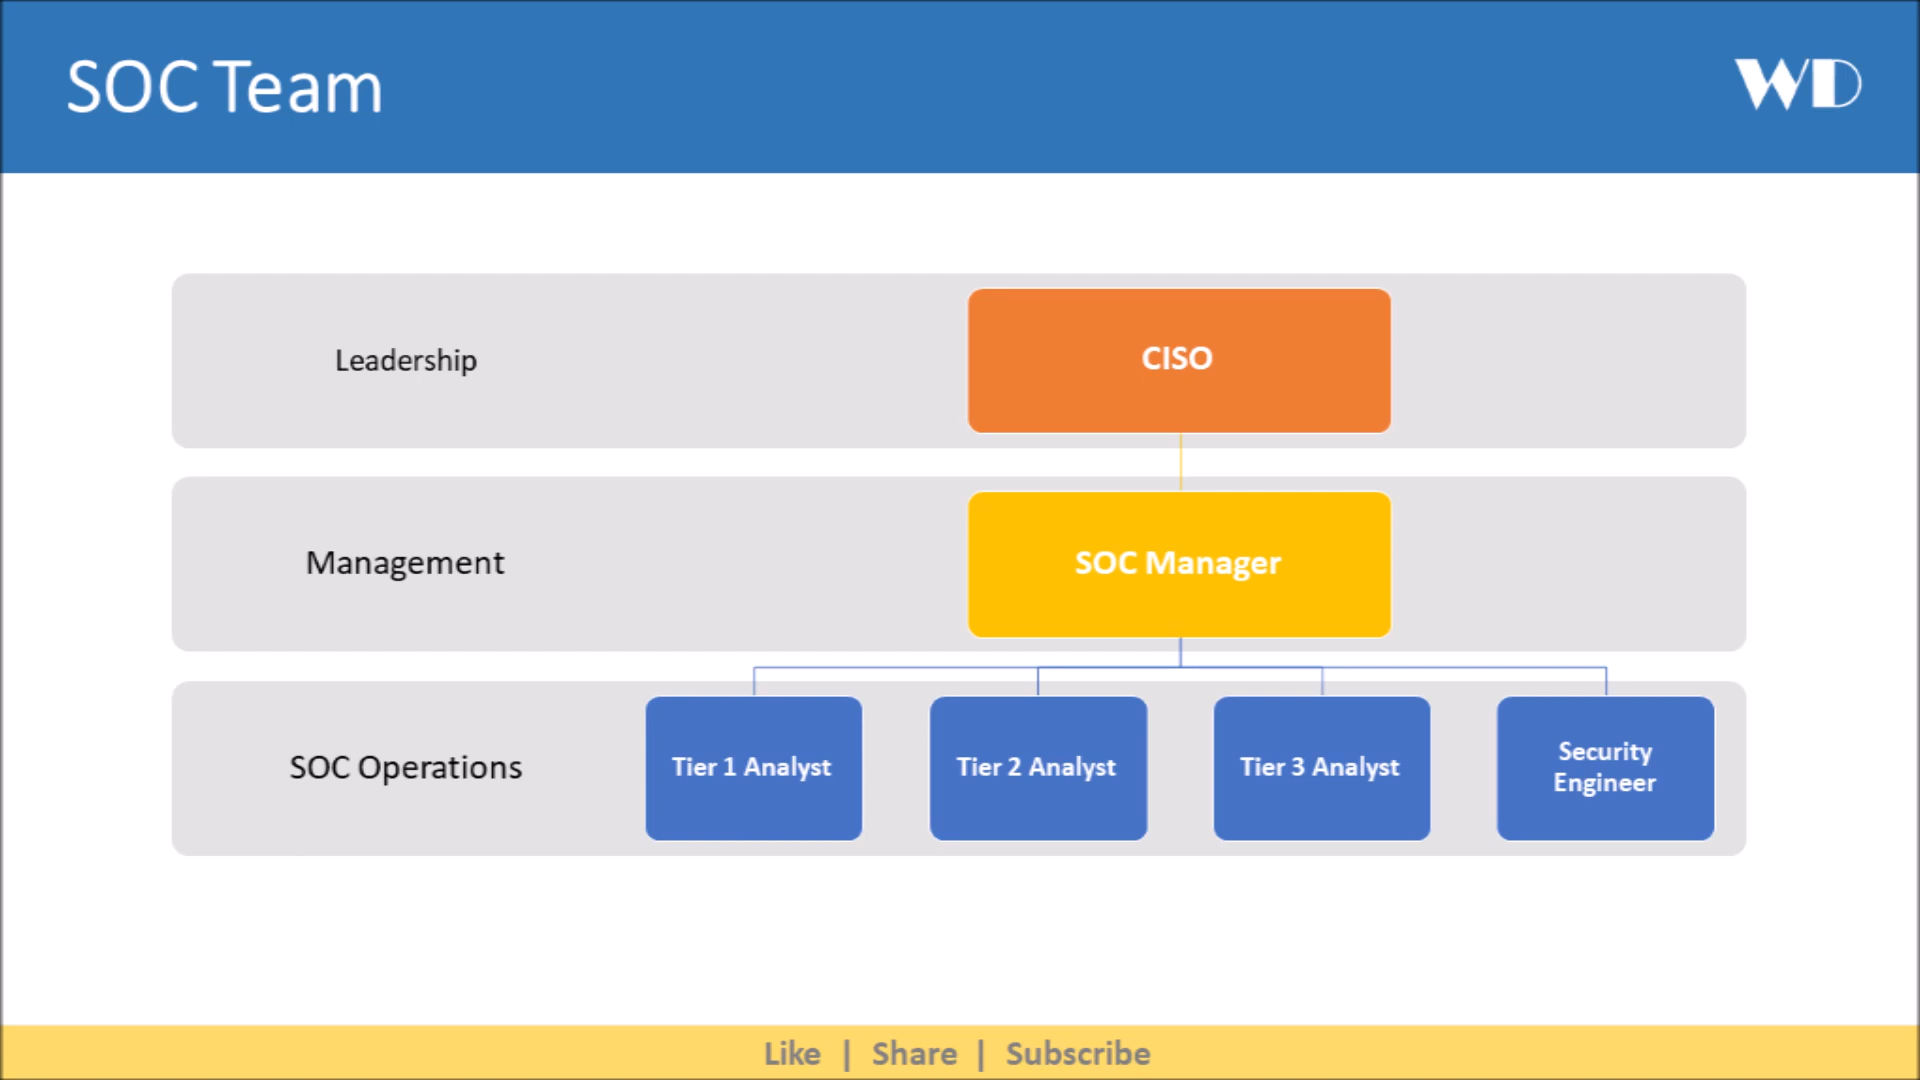 SOC Team
WD
Leadership
CISO
Management
SOC Manager
SOC Operations
Tier 1 Analyst
Tier 2 Analyst
Tier 3 Analyst
Security
Engineer
Like | Share | Subscribe